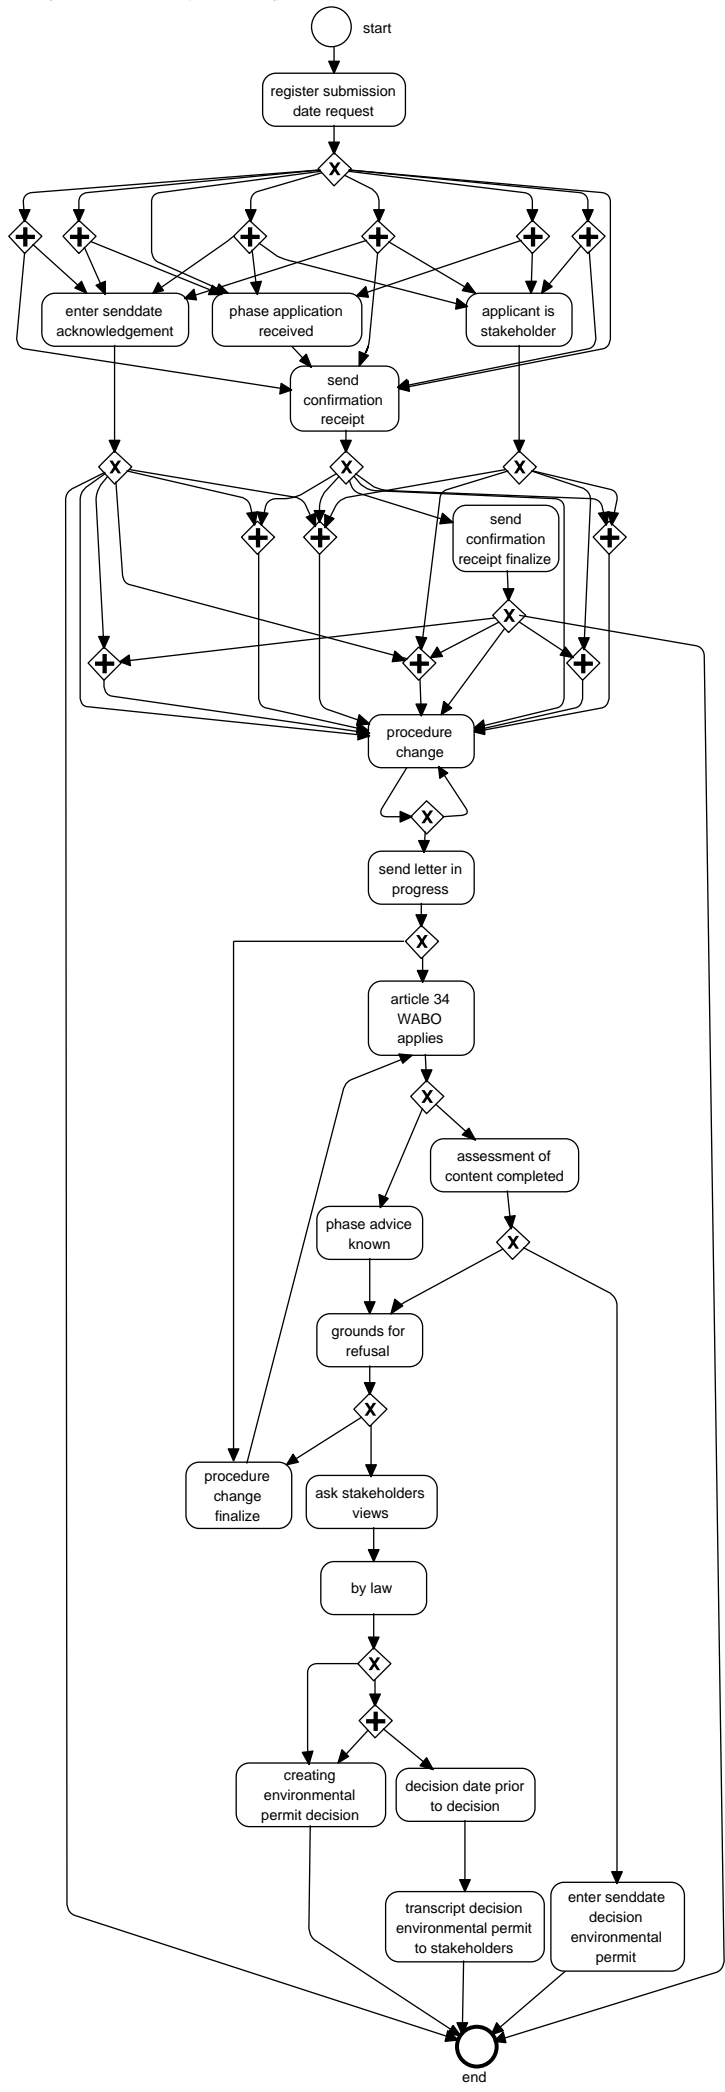 start
register submission
date request
X
enter senddate
acknowledgement
phase application
received
applicant is
stakeholder
send
confirmation
receipt
X
X
X
send
confirmation
receipt finalize
X
procedure
change
X
send letter in
progress
X
article 34
WABO
applies
X
assessment of
content completed
phase advice
known
X
grounds for
refusal
X
procedure
change
finalize
ask stakeholders
views
by law
X
creating
environmental
permit decision
decision date prior
to decision
transcript decision
environmental permit
to stakeholders
enter senddate
decision
environmental
permit
end